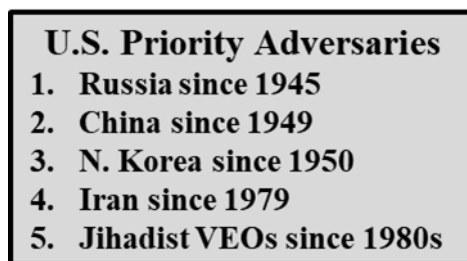 U.S. Priority Adversaries
1. Russia since 1945
2. China since 1949
3. N. Korea since 1950
4. Iran since 1979
5. Jihadist VEOs since 1980s